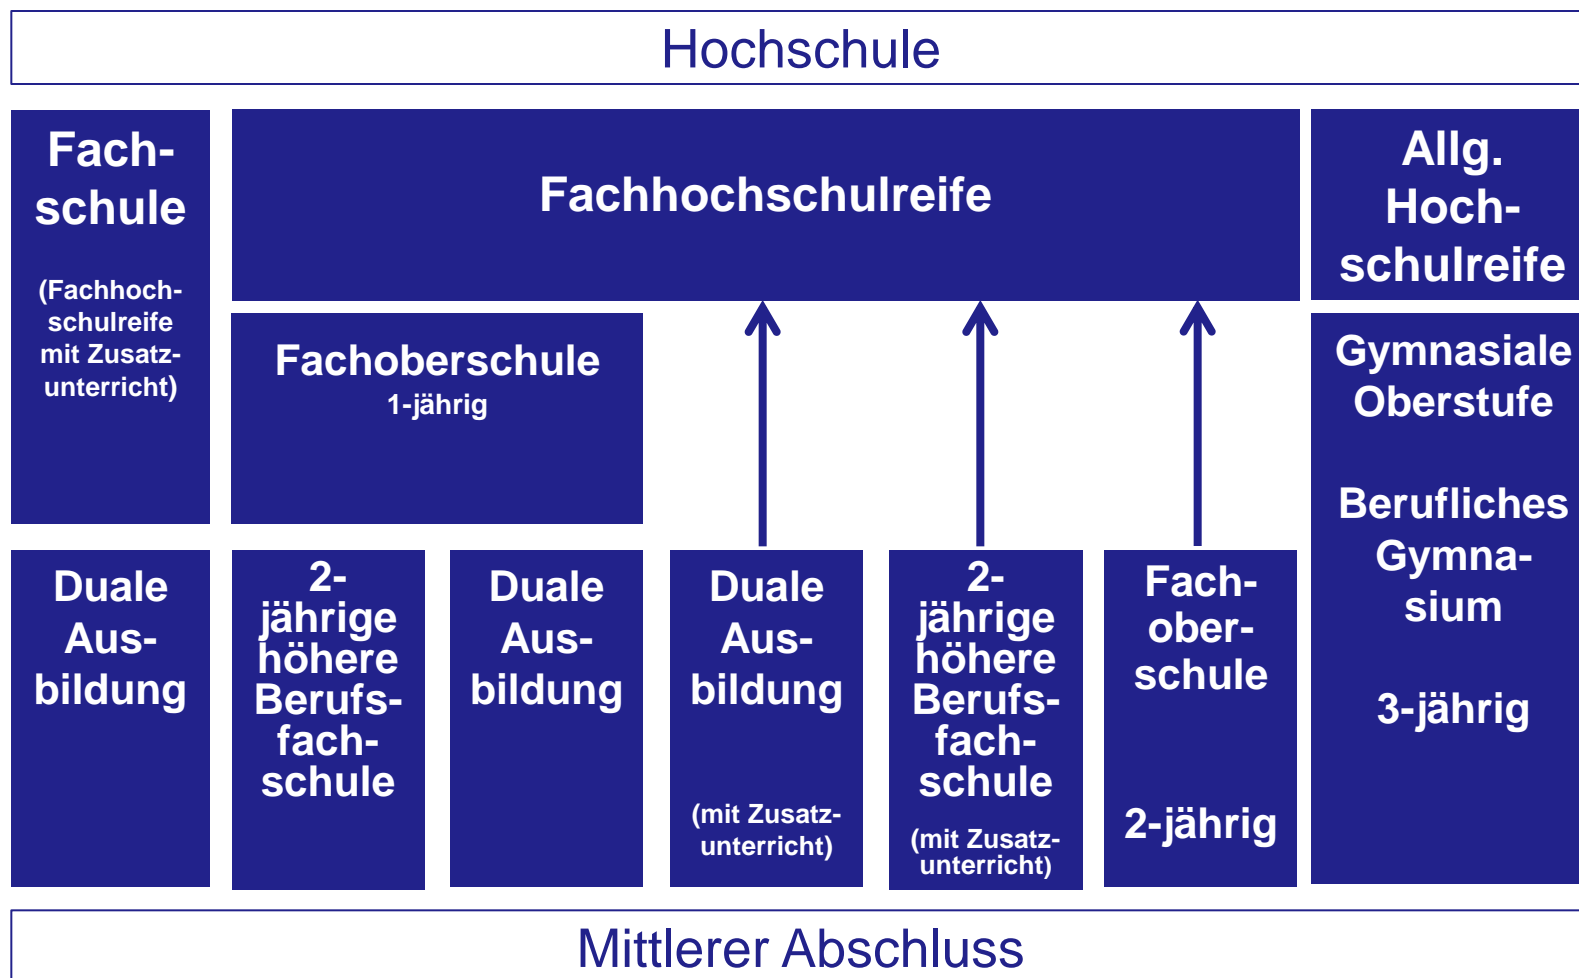 Hochschule
Fach-
schule
(Fachhoch-
schulreife
mit Zusatz-
unterricht)
Fachhochschulreife
Allg.
Hoch-
schulreife
Fachoberschule
1-jährig
Gymnasiale
Oberstufe
Berufliches
Gymna-
sium
3-jährig
Duale
Aus-
bildung
2-
jährige
höhere
Berufs-
fach-
schule
Duale
Aus-
bildung
Duale
Aus-
bildung
(mit Zusatz-
unterricht)
2-
jährige
höhere
Berufs-
fach-
schule
(mit Zusatz-
unterricht)
Fach-
ober-
schule
2-jährig
Mittlerer Abschluss